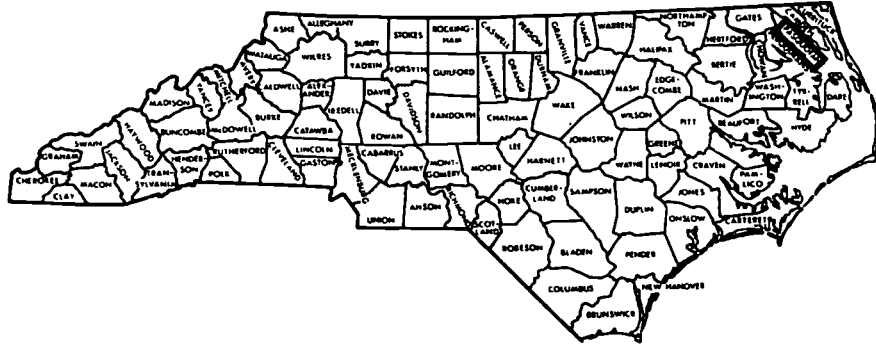 ASHE
ALLEGHANY
SURRY
STOKES
ROCKING-
HAM
CASWELL
PERSON
GRANVILLE
VANCE
WARREN
NORTHAMP
TON
GATES
HERTFORD
HALIFAX
BERTIE
WILKES
YADKIN
FORSYTH
GUILFORD
ALAMANCE
ORANGE
DURHAM
FRANKLIN
NASH
EDGE-
COMBE
MARTIN
WASH-
INGTON
TYR-
RELL
DARE
MADISON
YANCEY
MITCHELL
AVERY
CALDWELL
ALEX-
ANDER
IREDELL
DAVIE
DAVIDSON
RANDOLPH
CHATHAM
WAKE
WILSON
PITT
BEAUFORT
HYDE
SWAIN
HAYWOOD
BUNCOMBE
McDOWELL
BURKE
CATAWBA
ROWAN
LEE
JOHNSTON
GREENE
GRAHAM
CHEROKEE
CLAY
MACON
JACKSON
TRAN-
SYLVANIA
HENDER-
SON
POLK
RUTHERFORD
CLEVELAND
LINCOLN
GASTON
MECKLENBURG
CABARRUS
STANLY
MONT-
GOMERY
MOORE
HARNETT
WAYNE
LENOIR
CRAVEN
PAM-
LICO
UNION
ANSON
RICHMOND
SCOT-
LAND
HOKE
CUMBER-
LAND
SAMPSON
DUPLIN
JONES
ONSLOW
CARTERET
ROBESON
BLADEN
PENDER
COLUMBUS
NEW HANOVER
BRUNSWICK